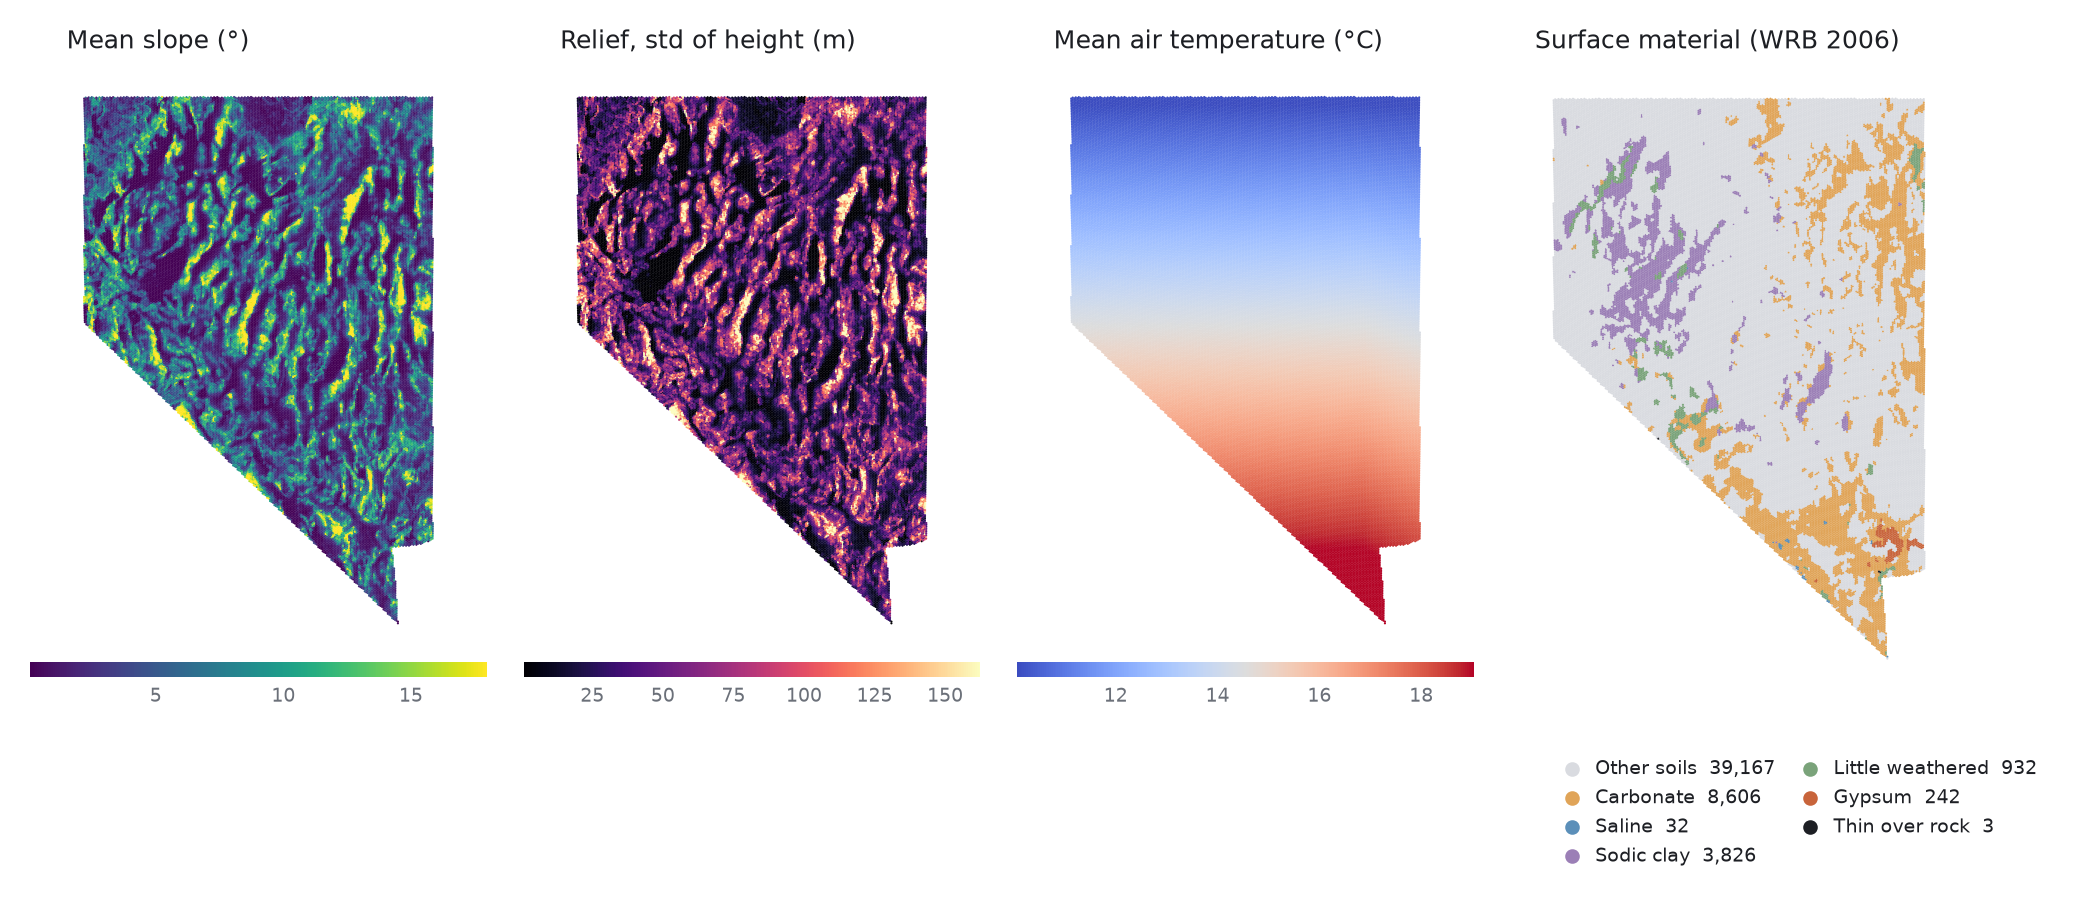 Mean slope (°)
Relief, std of height (m)
Mean air temperature (°C)
Surface material (WRB 2006)
5 10 15
25 50 75 100 125 150
12 14 16 18
Other soils 39,167
Carbonate 8,606
Saline 32
Sodic clay 3,826
Little weathered 932
Gypsum 242
Thin over rock 3